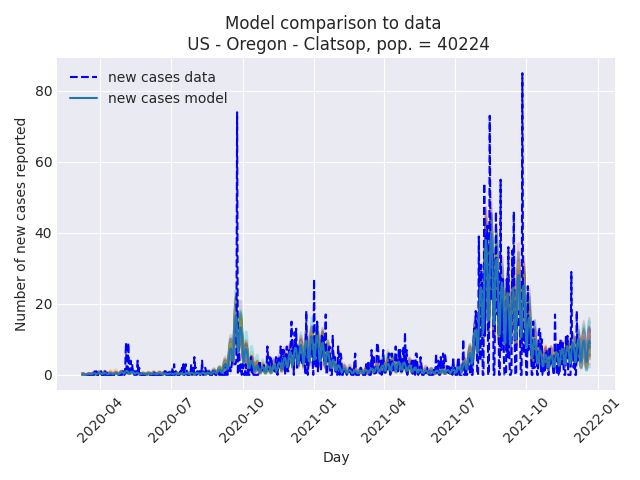 Model comparison to data
US - Oregon - Clatsop, pop. = 40224
new cases data
new cases model
Number of new cases reported
80
60
40
20
0
2020-04
2020-07
2020-10
2021-01
2021-04
2021-07
2021-10
2022-01
Day